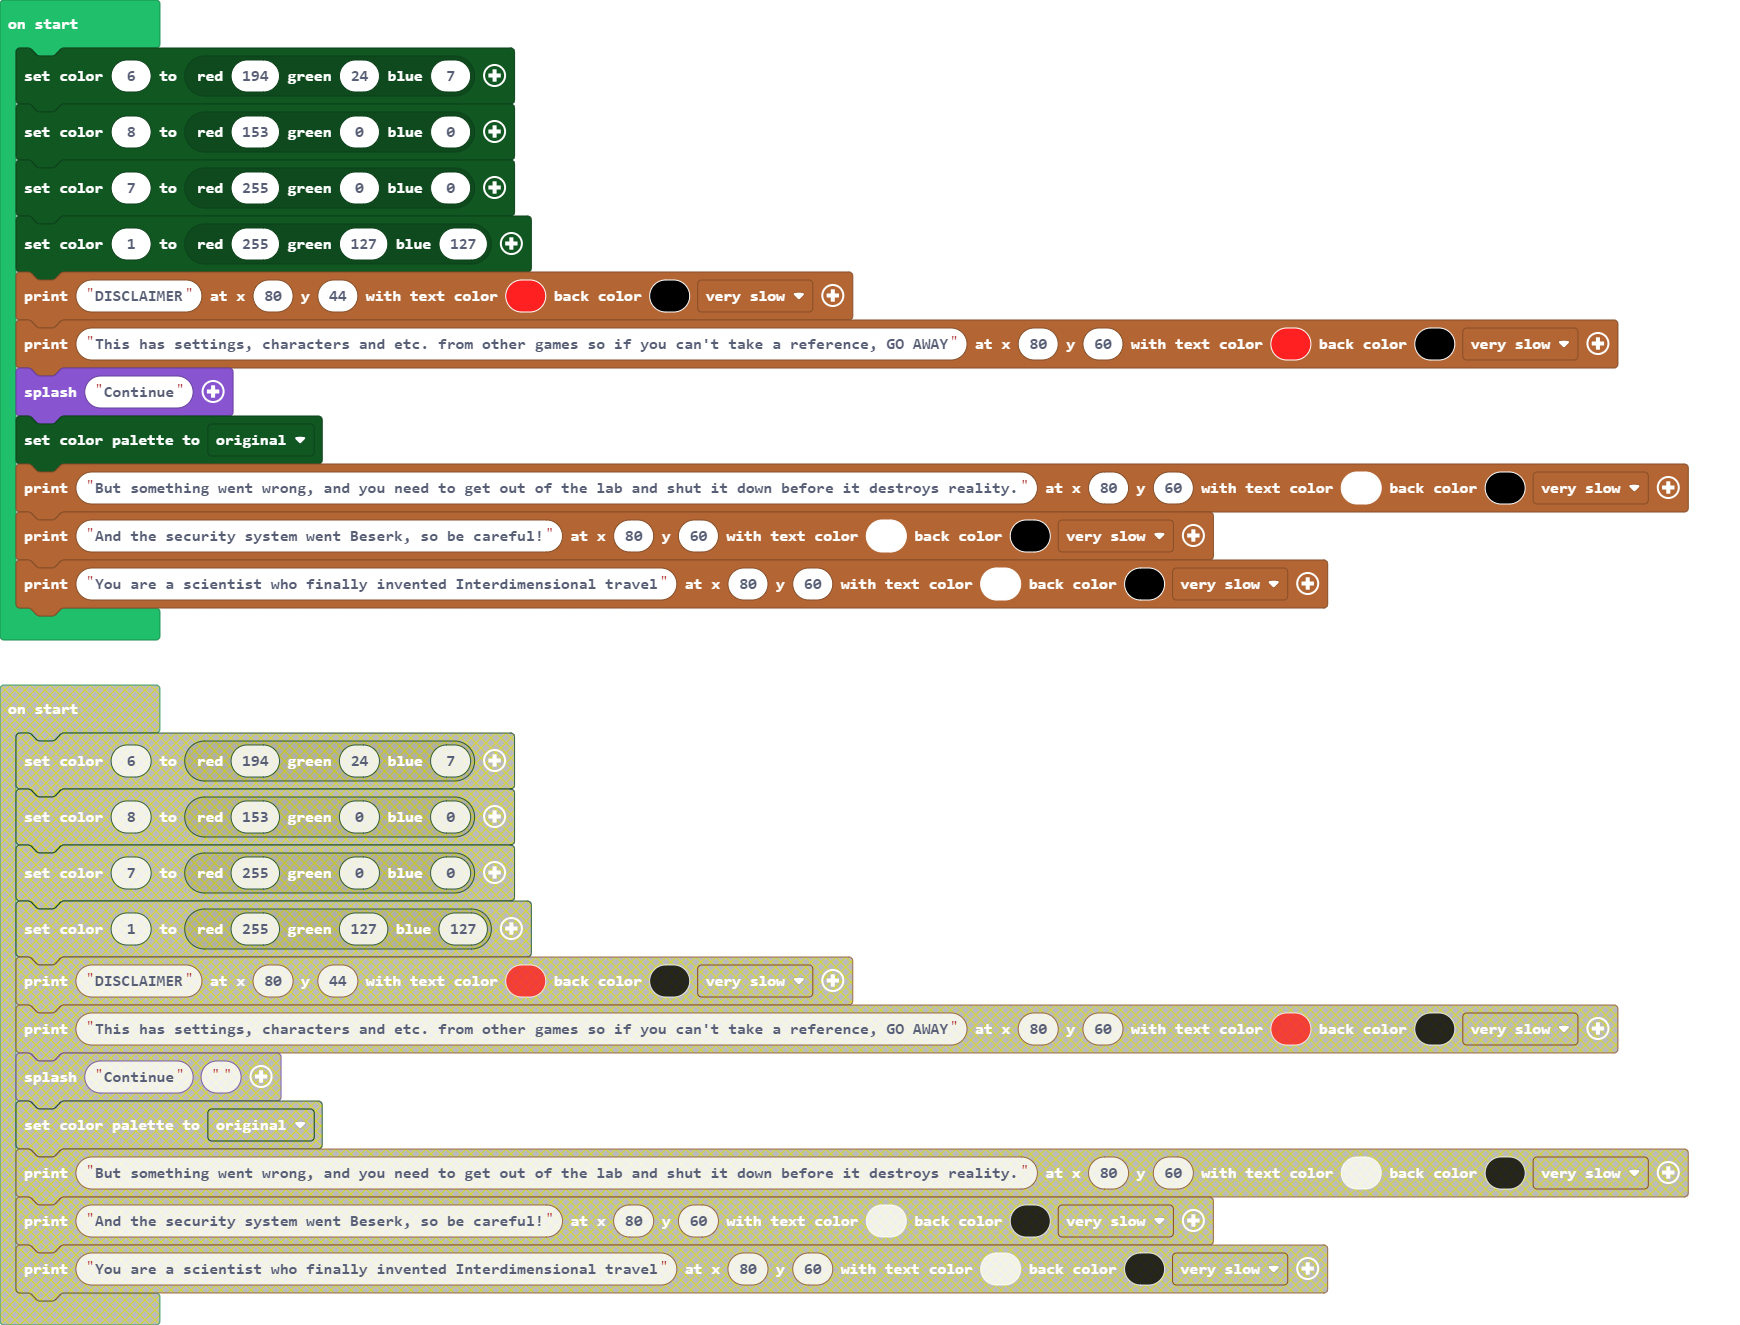 on start
set color 6 to red 194 green 24 blue 7
set color 8 to red 153 green 0 blue 0
set color 7 to red 255 green 0 blue 0
set color 1 to red 255 green 127 blue 127
print "DISCLAIMER" at x 80 y 44 with text color back color very slow
print "This has settings, characters and etc. from other games so if you can't take a reference, GO AWAY" at x 80 y 60 with text color back color very slow
splash "Continue"
set color palette to original
print "But something went wrong, and you need to get out of the lab and shut it down before it destroys reality." at x 80 y 60 with text color back color very slow
print "And the security system went Beserk, so be careful!" at x 80 y 60 with text color back color very slow
print "You are a scientist who finally invented Interdimensional travel" at x 80 y 60 with text color back color very slow
on start
set color 6 to red 194 green 24 blue 7
set color 8 to red 153 green 0 blue 0
set color 7 to red 255 green 0 blue 0
set color 1 to red 255 green 127 blue 127
print "DISCLAIMER" at x 80 y 44 with text color back color very slow
print "This has settings, characters and etc. from other games so if you can't take a reference, GO AWAY" at x 80 y 60 with text color back color very slow
splash "Continue" " "
set color palette to original
print "But something went wrong, and you need to get out of the lab and shut it down before it destroys reality." at x 80 y 60 with text color back color very slow
print "And the security system went Beserk, so be careful!" at x 80 y 60 with text color back color very slow
print "You are a scientist who finally invented Interdimensional travel" at x 80 y 60 with text color back color very slow